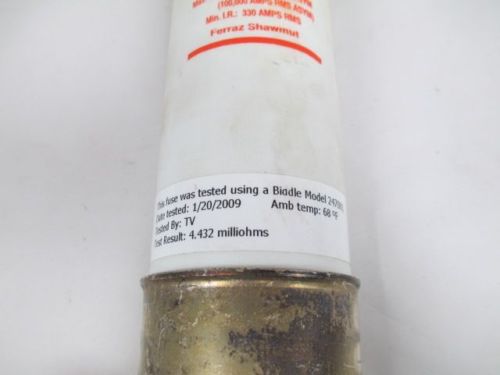 (100,000 AMPS RMS ASYM)
Min. I.R.: 330 AMPS RMS
Ferraz Shawmut
This fuse was tested using a Biddle Model
Date tested: 1/20/2009 Amb temp: 68 ºF
Tested By: TV
Test Result: 4.432 milliohms